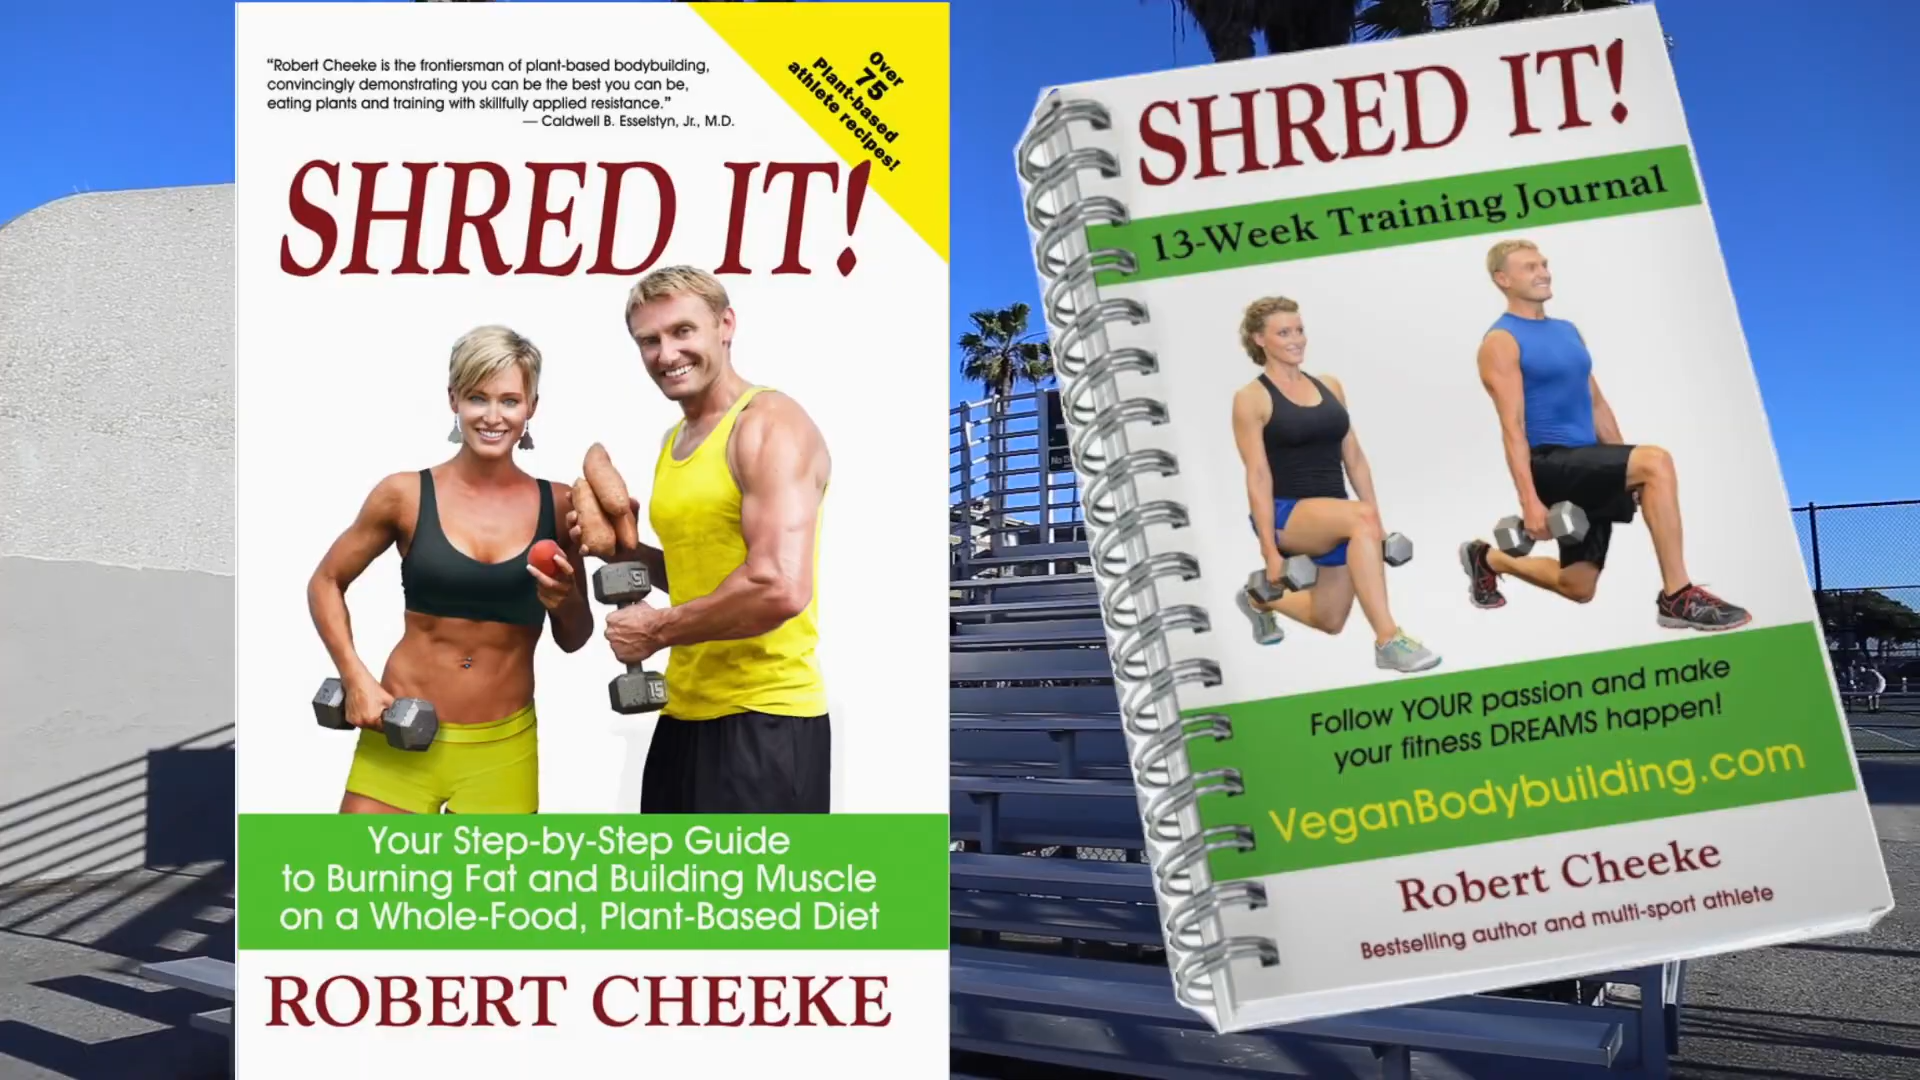 "Robert Cheeke is the frontiersman of plant-based bodybuilding,
convincingly demonstrating you can be the best you can be,
eating plants and training with skillfully applied resistance."
— Caldwell B. Esselstyn, Jr., M.D.
Over
75
Plant-based
athlete recipes!
SHRED IT!
15
15
Your Step-by-Step Guide
to Burning Fat and Building Muscle
on a Whole-Food, Plant-Based Diet
ROBERT CHEEKE
SHRED IT!
13-Week Training Journal
Follow YOUR passion and make
your fitness DREAMS happen!
VeganBodybuilding.com
Robert Cheeke
Bestselling author and multi-sport athlete